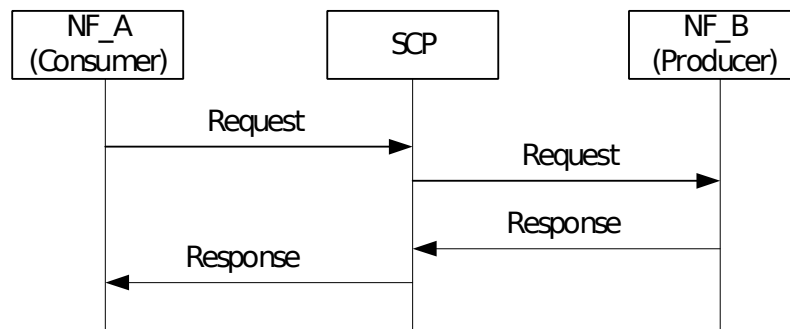 NF_A
(Consumer)
SCP
NF_B
(Producer)
Request
Request
Response
Response